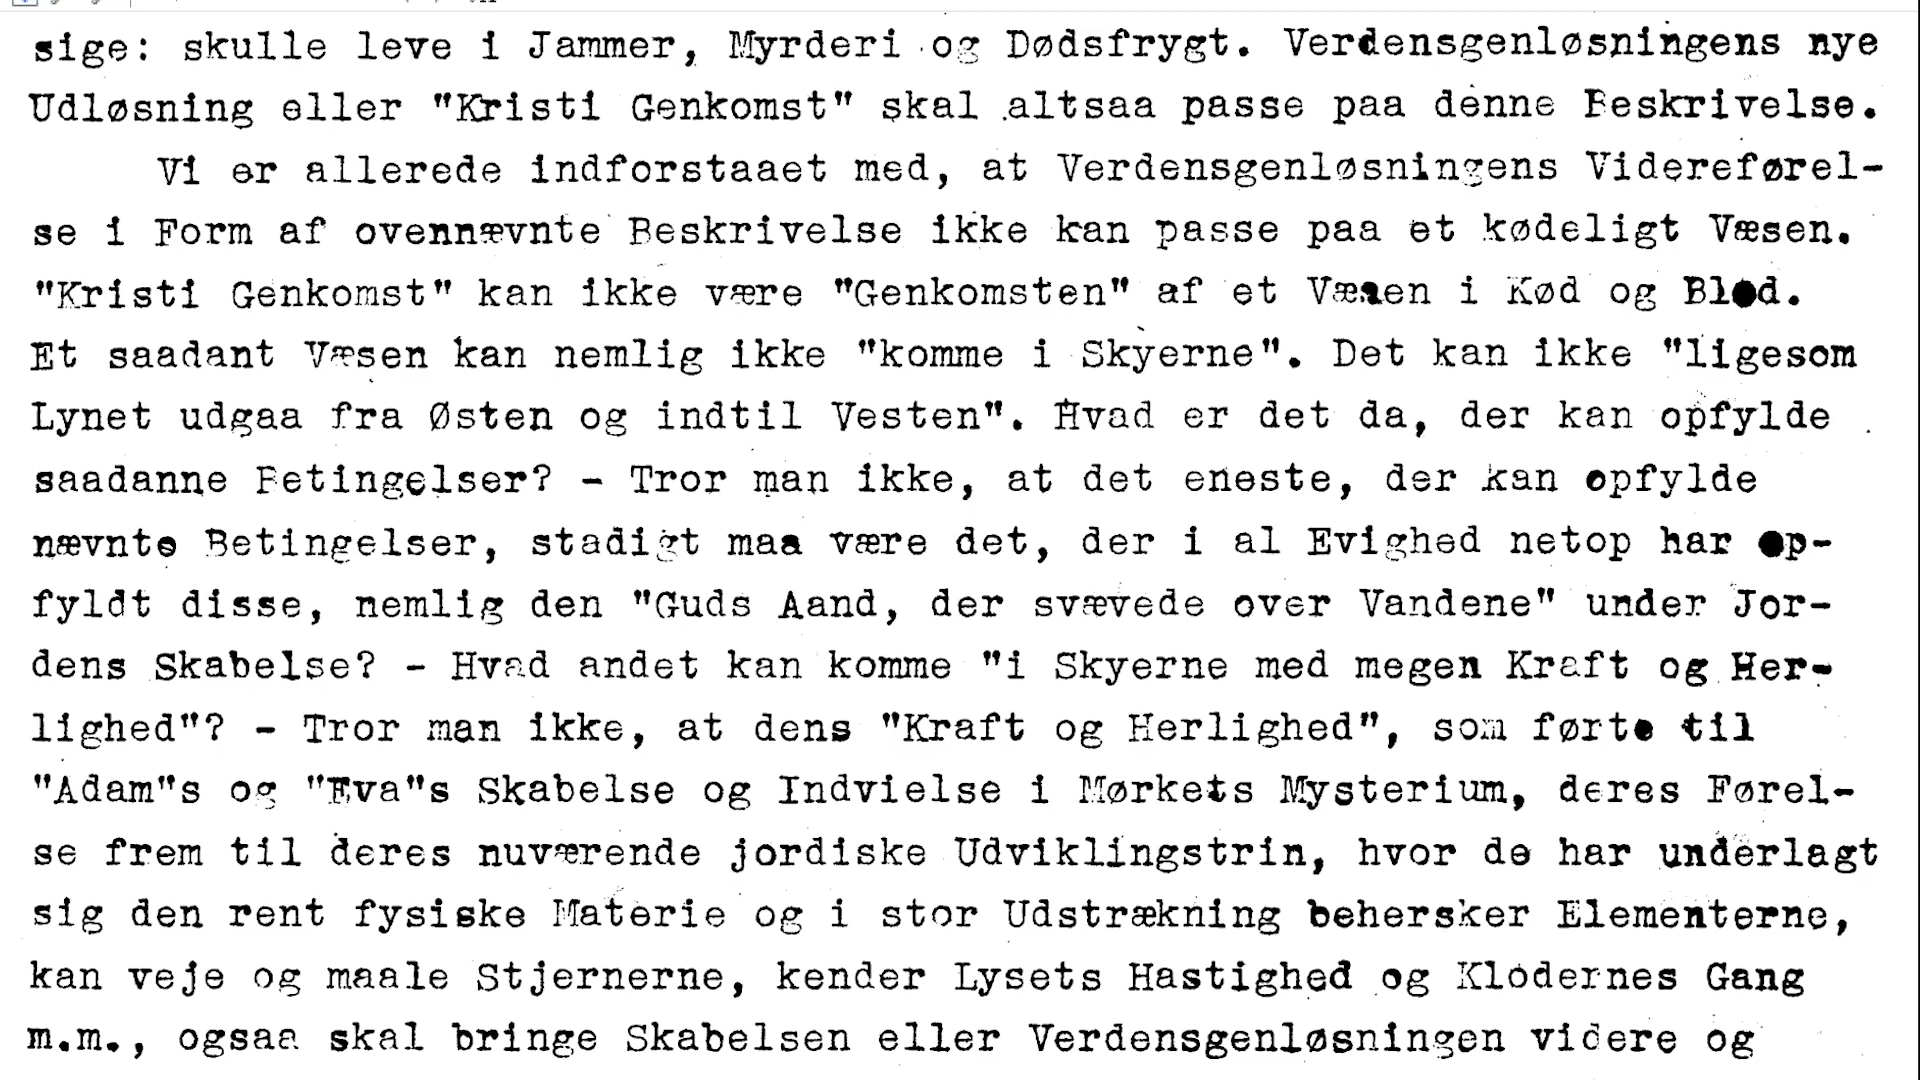 sige: skulle leve i Jammer, Myrderi og Dødsfrygt. Verdensgenløsningens nye
Udløsning eller "Kristi Genkomst" skal altsaa passe paa denne Beskrivelse.
Vi er allerede indforstaaet med, at Verdensgenløsningens Videreførel-
se i Form af ovennævnte Beskrivelse ikke kan passe paa et kødeligt Væsen.
"Kristi Genkomst" kan ikke være "Genkomsten" af et Væsen i Kød og Blod.
Et saadant Væsen kan nemlig ikke "komme i Skyerne". Det kan ikke "ligesom
Lynet udgaa fra Østen og indtil Vesten". Hvad er det da, der kan opfylde
saadanne Betingelser? - Tror man ikke, at det eneste, der kan opfylde
nævnte Betingelser, stadigt maa være det, der i al Evighed netop har op-
fyldt disse, nemlig den "Guds Aand, der svævede over Vandene" under Jor-
dens Skabelse? - Hvad andet kan komme "i Skyerne med megen Kraft og Her-
lighed"? - Tror man ikke, at dens "Kraft og Herlighed", som førte til
"Adam"s og "Eva"s Skabelse og Indvielse i Mørkets Mysterium, deresFørel-
se frem til deres nuværende jordiske Udviklingstrin, hvor de har underlagt
sig den rent fysiske Materie og i stor Udstrækning behersker Elementerne,
kan veje og maale Stjernerne, kender Lysets Hastighed og Klodernes Gang
m.m., ogsaa skal bringe Skabelsen eller Verdensgenløsningen videre og